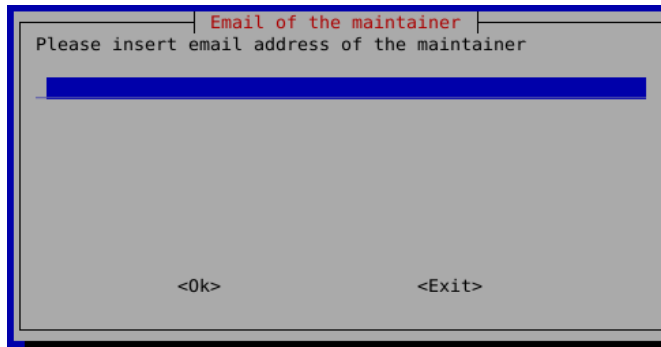 Email of the maintainer
Please insert email address of the maintainer
<Ok> <Exit>